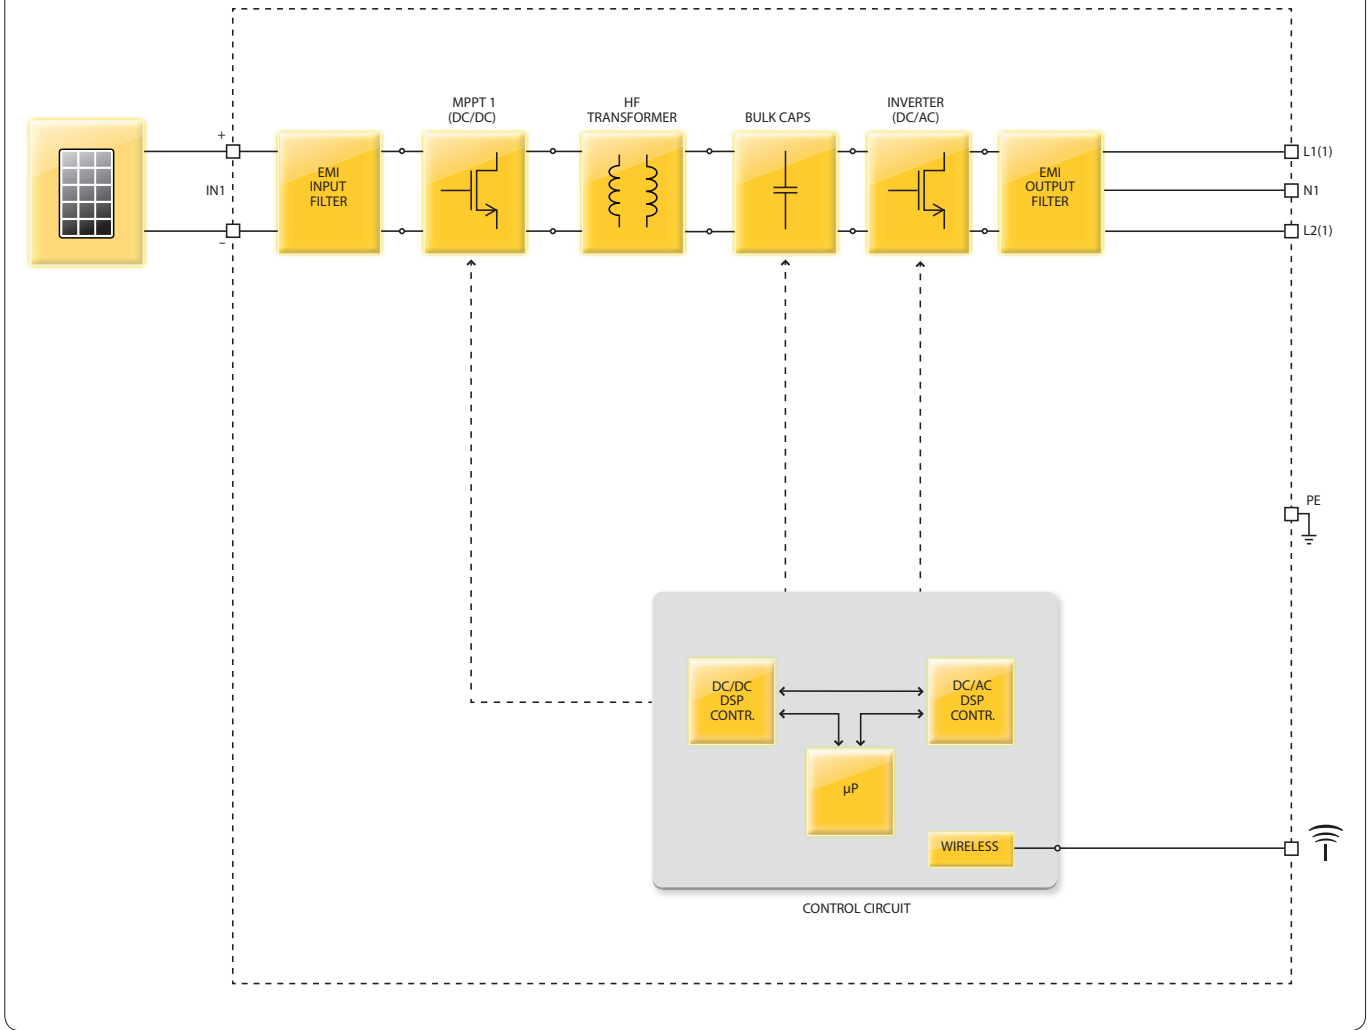 MPPT 1
(DC/DC)
HF
TRANSFORMER
BULK CAPS
INVERTER
(DC/AC)
+
IN1
–
EMI
INPUT
FILTER
EMI
OUTPUT
FILTER
L1(1)
N1
L2(1)
PE
DC/DC
DSP
CONTR.
DC/AC
DSP
CONTR.
µP
WIRELESS
CONTROL CIRCUIT